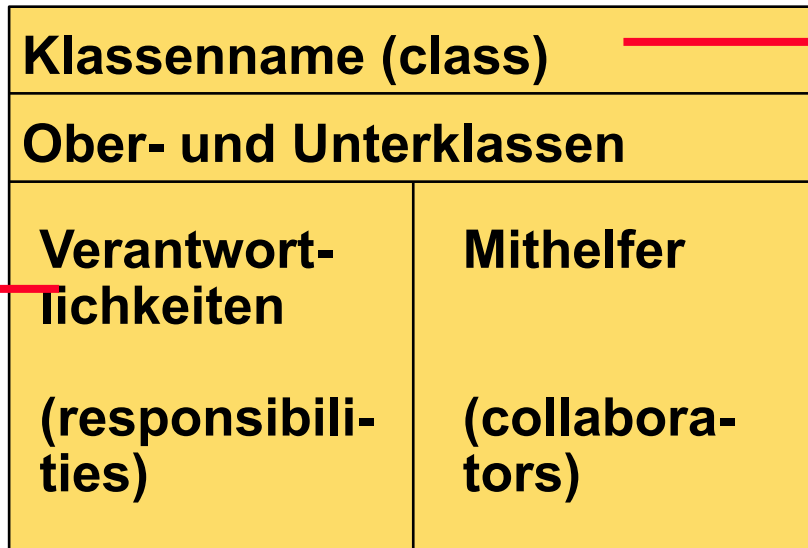 Klassenname (class)
Ober- und Unterklassen
Verantwort-
lichkeiten
(responsibili-
ties)
Mithelfer
(collabora-
tors)